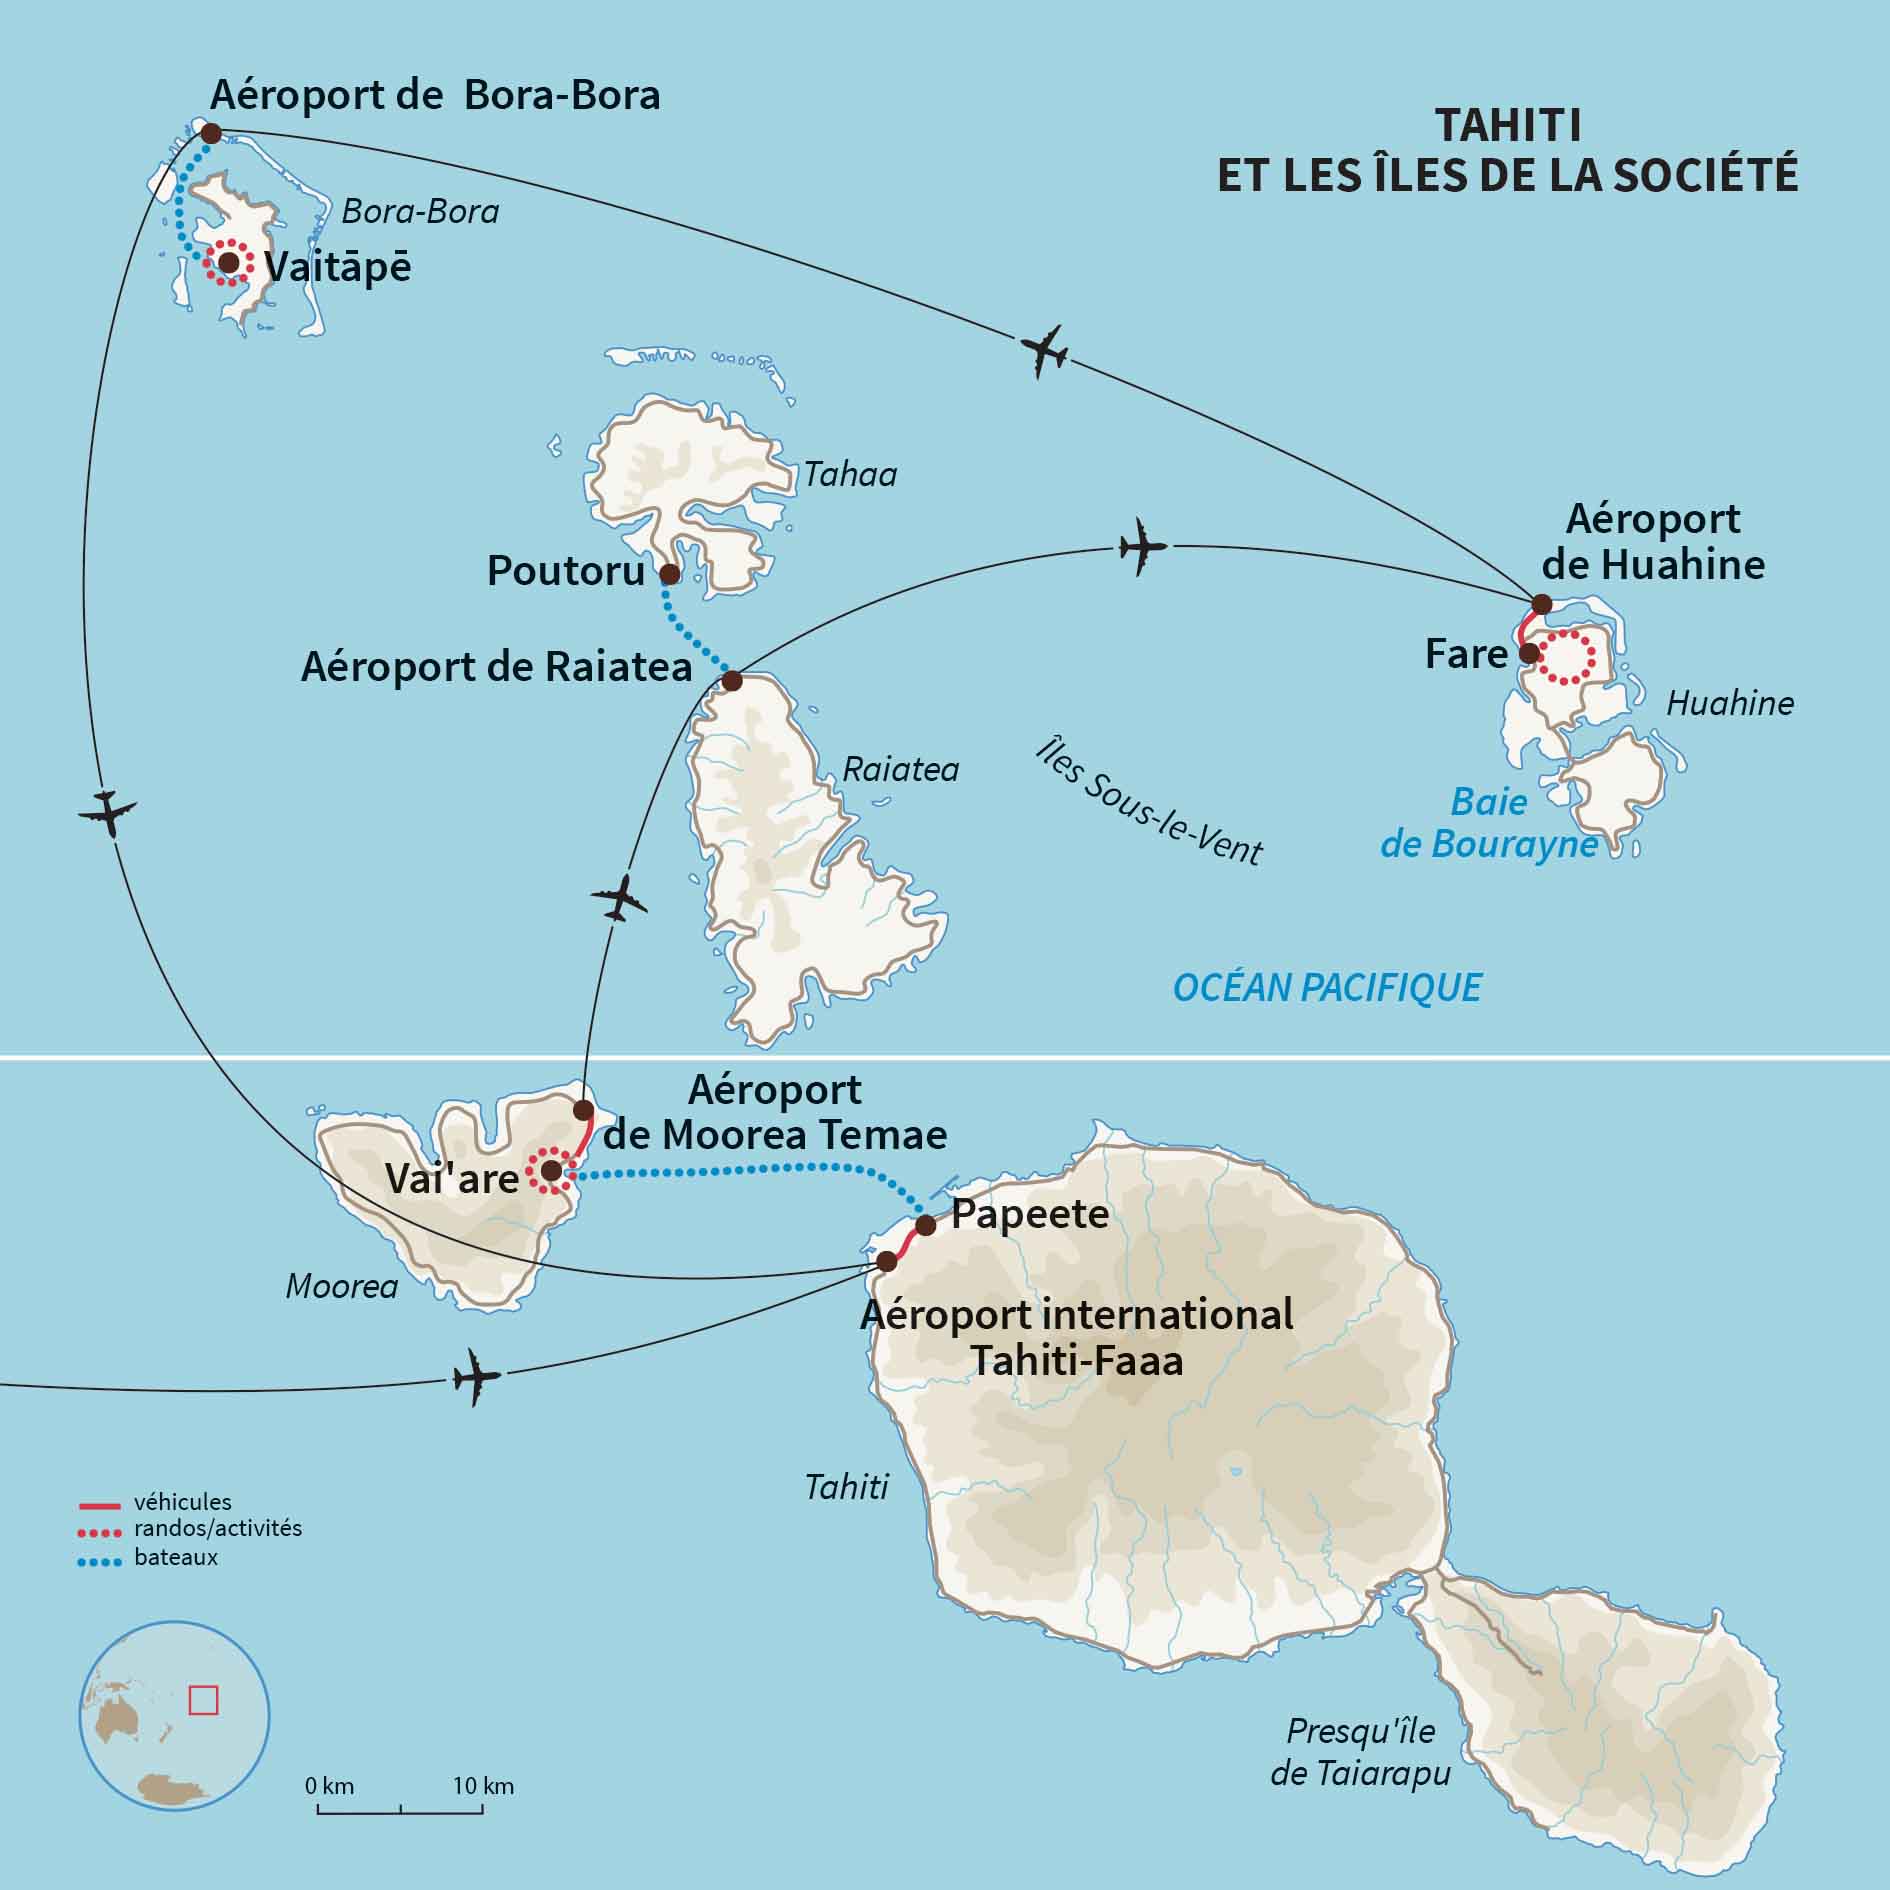 Aéroport de Bora-Bora
TAHITI
ET LES ÎLES DE LA SOCIÉTÉ
Bora-Bora
Vaitāpē
Tahaa
Aéroport
de Huahine
Poutoru
Aéroport de Raiatea
Fare
Huahine
Raiatea
Îles Sous-le-Vent
Baie
de Bourayne
OCÉAN PACIFIQUE
Aéroport
de Moorea Temae
Vai'are
Papeete
Moorea
Aéroport international
Tahiti-Faaa
Tahiti
véhicules
randos/activités
bateaux
Presqu'île
de Taiarapu
0 km 10 km